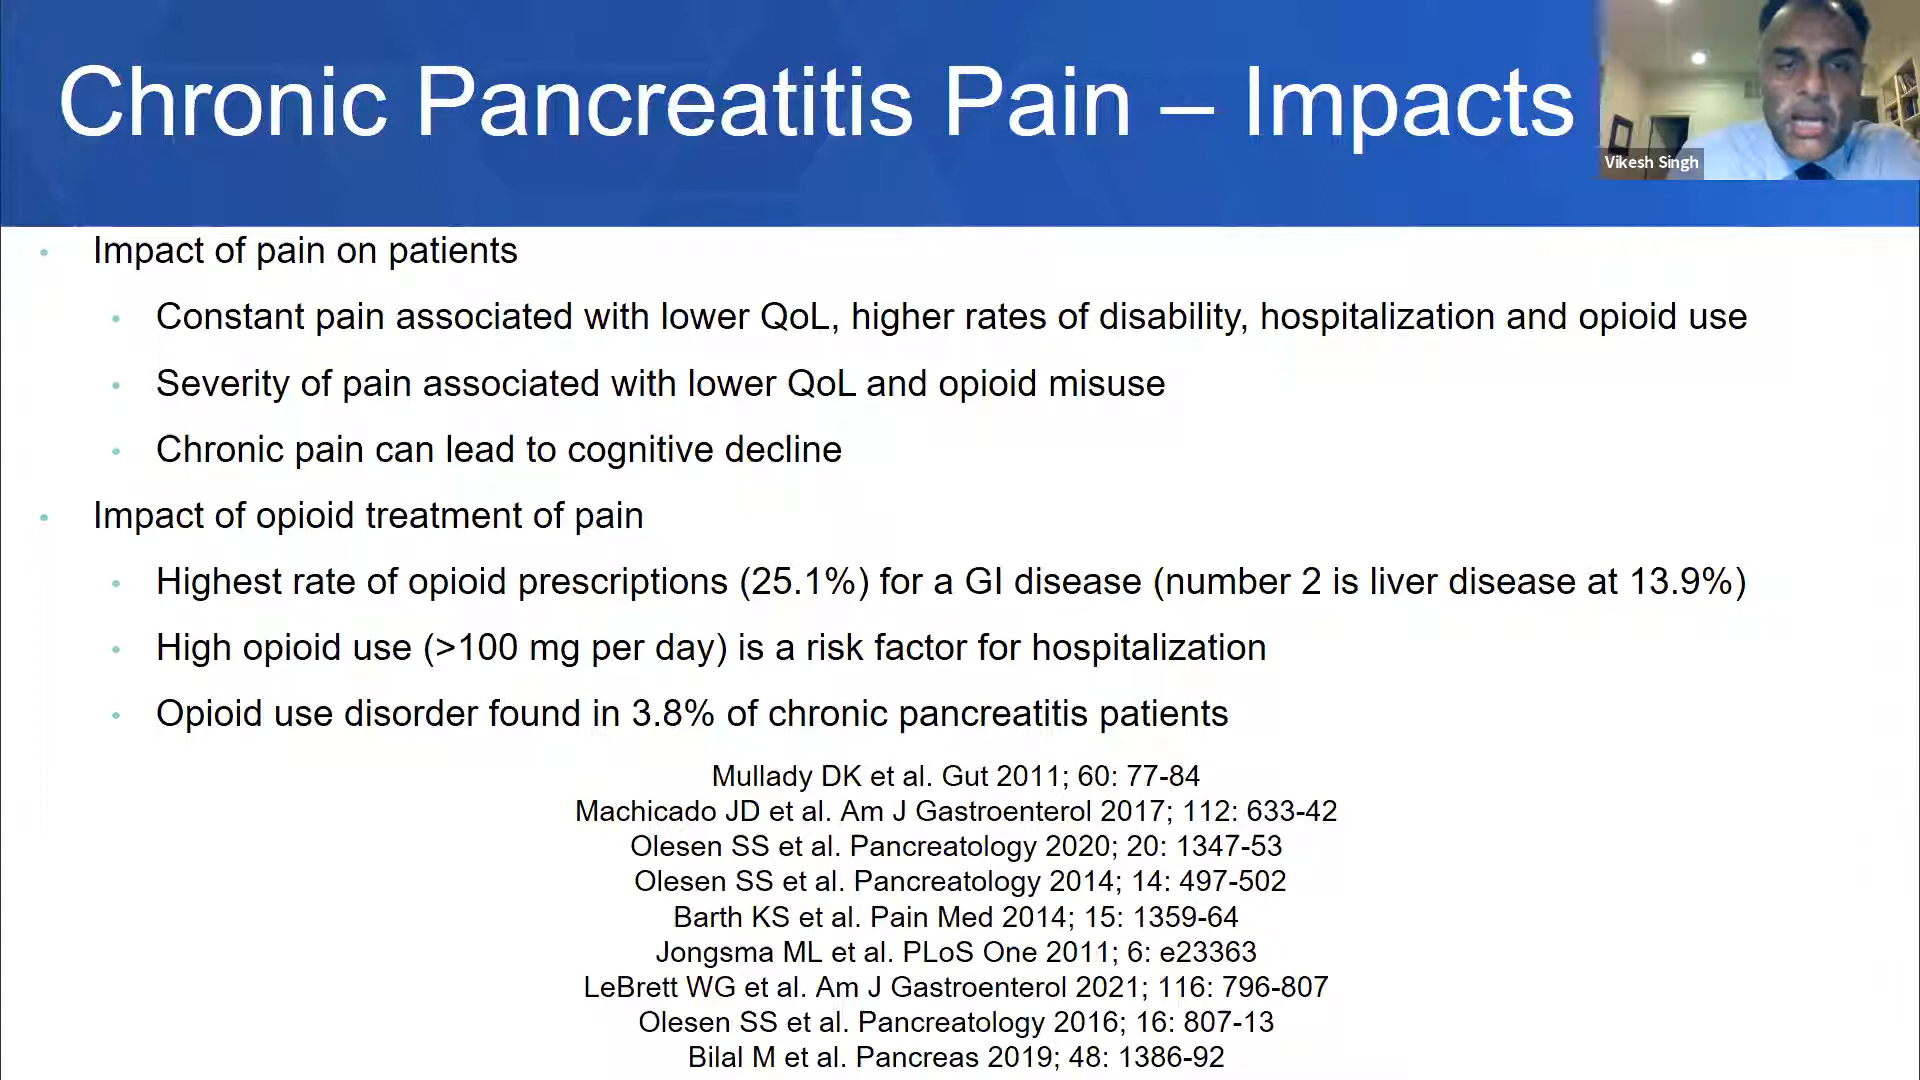 Chronic Pancreatitis Pain – Impacts
Vikesh Singh
• Impact of pain on patients
• Constant pain associated with lower QoL, higher rates of disability, hospitalization and opioid use
• Severity of pain associated with lower QoL and opioid misuse
• Chronic pain can lead to cognitive decline
• Impact of opioid treatment of pain
• Highest rate of opioid prescriptions (25.1%) for a GI disease (number 2 is liver disease at 13.9%)
• High opioid use (>100 mg per day) is a risk factor for hospitalization
• Opioid use disorder found in 3.8% of chronic pancreatitis patients
Mullady DK et al. Gut 2011; 60: 77-84
Machicado JD et al. Am J Gastroenterol 2017; 112: 633-42
Olesen SS et al. Pancreatology 2020; 20: 1347-53
Olesen SS et al. Pancreatology 2014; 14: 497-502
Barth KS et al. Pain Med 2014; 15: 1359-64
Jongsma ML et al. PLoS One 2011; 6: e23363
LeBrett WG et al. Am J Gastroenterol 2021; 116: 796-807
Olesen SS et al. Pancreatology 2016; 16: 807-13
Bilal M et al. Pancreas 2019; 48: 1386-92